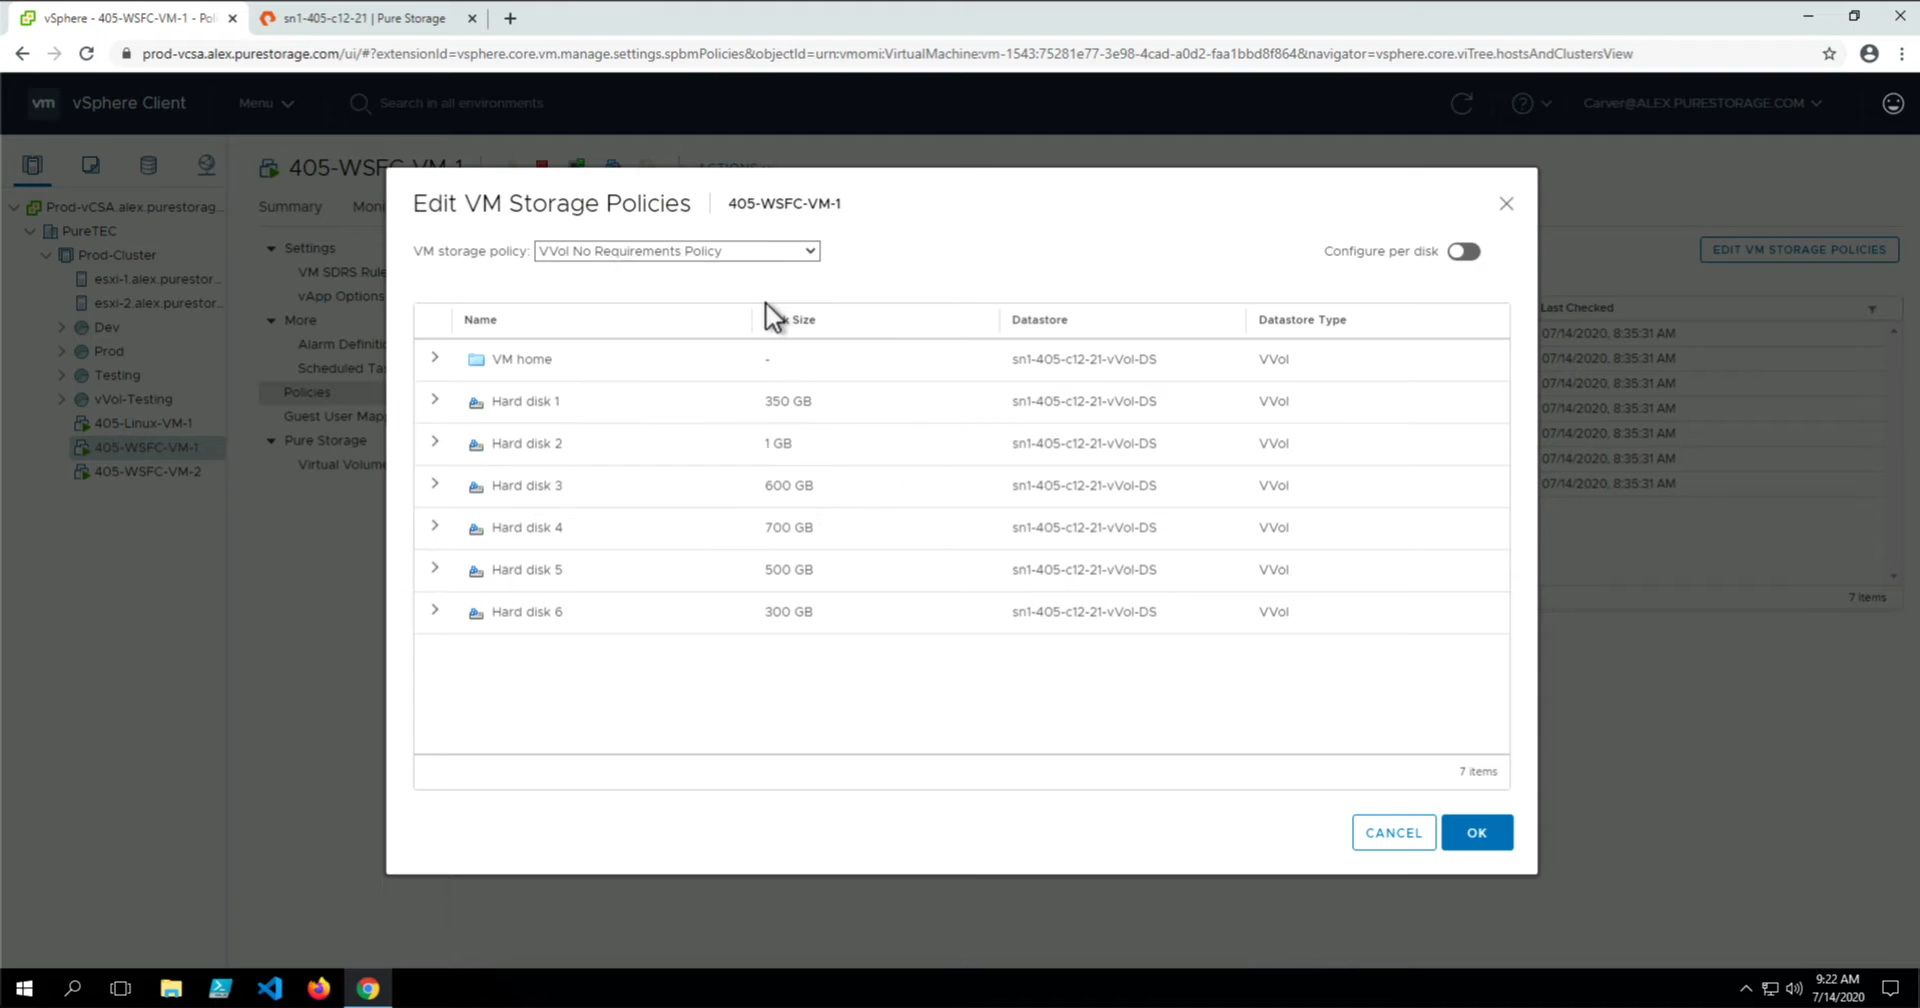 vSphere - 405-WSFC-VM-1 - Poli
sn1-405-c12-21 | Pure Storage
prod-vcsa.alex.purestorage.com/ui/#?extensionId=vsphere.core.vm.manage.settings.spbmPolicies&objectId=urn:vmomi:VirtualMachine:vm-1543:75281e77-3e98-4cad-a0d2-faa1bbd8f864&navigator=vsphere.core.viTree.hostsAndClustersView
vm vSphere Client Menu Search in all environments Carver@ALEX.PURESTORAGE.COM
405-WSFC-VM-1 ACTIONS
Summary Moni
Prod-vCSA.alex.purestorag...
PureTEC
Prod-Cluster
esxi-1.alex.purestor...
esxi-2.alex.purestor...
Dev
Prod
Testing
vVol-Testing
405-Linux-VM-1
405-WSFC-VM-1
405-WSFC-VM-2
Settings
VM SDRS Rule
vApp Options
More
Alarm Definitio
Scheduled Ta
Policies
Guest User Mapp
Pure Storage
Virtual Volume
Edit VM Storage Policies 405-WSFC-VM-1
VM storage policy: VVol No Requirements Policy Configure per disk
Name Size Datastore Datastore Type
VM home - sn1-405-c12-21-vVol-DS VVol
Hard disk 1 350 GB sn1-405-c12-21-vVol-DS VVol
Hard disk 2 1 GB sn1-405-c12-21-vVol-DS VVol
Hard disk 3 600 GB sn1-405-c12-21-vVol-DS VVol
Hard disk 4 700 GB sn1-405-c12-21-vVol-DS VVol
Hard disk 5 500 GB sn1-405-c12-21-vVol-DS VVol
Hard disk 6 300 GB sn1-405-c12-21-vVol-DS VVol
7 items
CANCEL OK
EDIT VM STORAGE POLICIES
Last Checked
07/14/2020, 8:35:31 AM
07/14/2020, 8:35:31 AM
07/14/2020, 8:35:31 AM
07/14/2020, 8:35:31 AM
07/14/2020, 8:35:31 AM
07/14/2020, 8:35:31 AM
07/14/2020, 8:35:31 AM
7 items
9:22 AM
7/14/2020